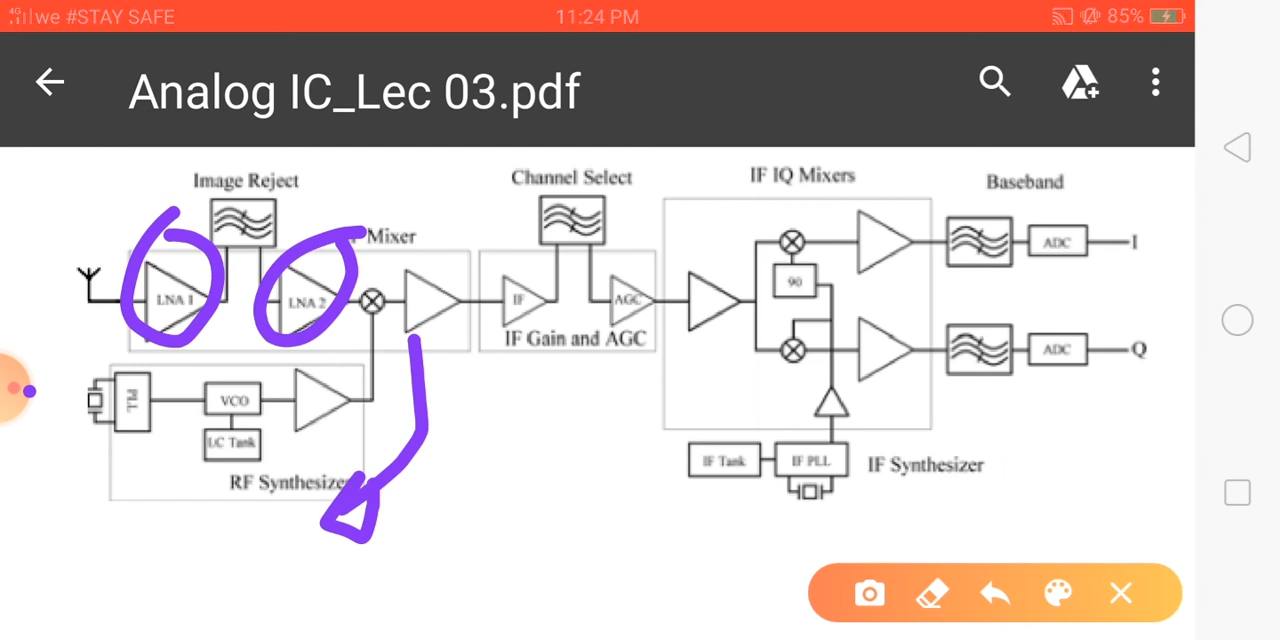 4G we #STAY SAFE 11:24 PM 85%
Analog IC_Lec 03.pdf
Image Reject Channel Select IF IQ Mixers Baseband
Mixer
ADC I
LNA 1 LNA 2 IF AGC 90
IF Gain and AGC ADC Q
PLL VCO
LC Tank
IF Tank IF PLL IF Synthesizer
RF Synthesizer